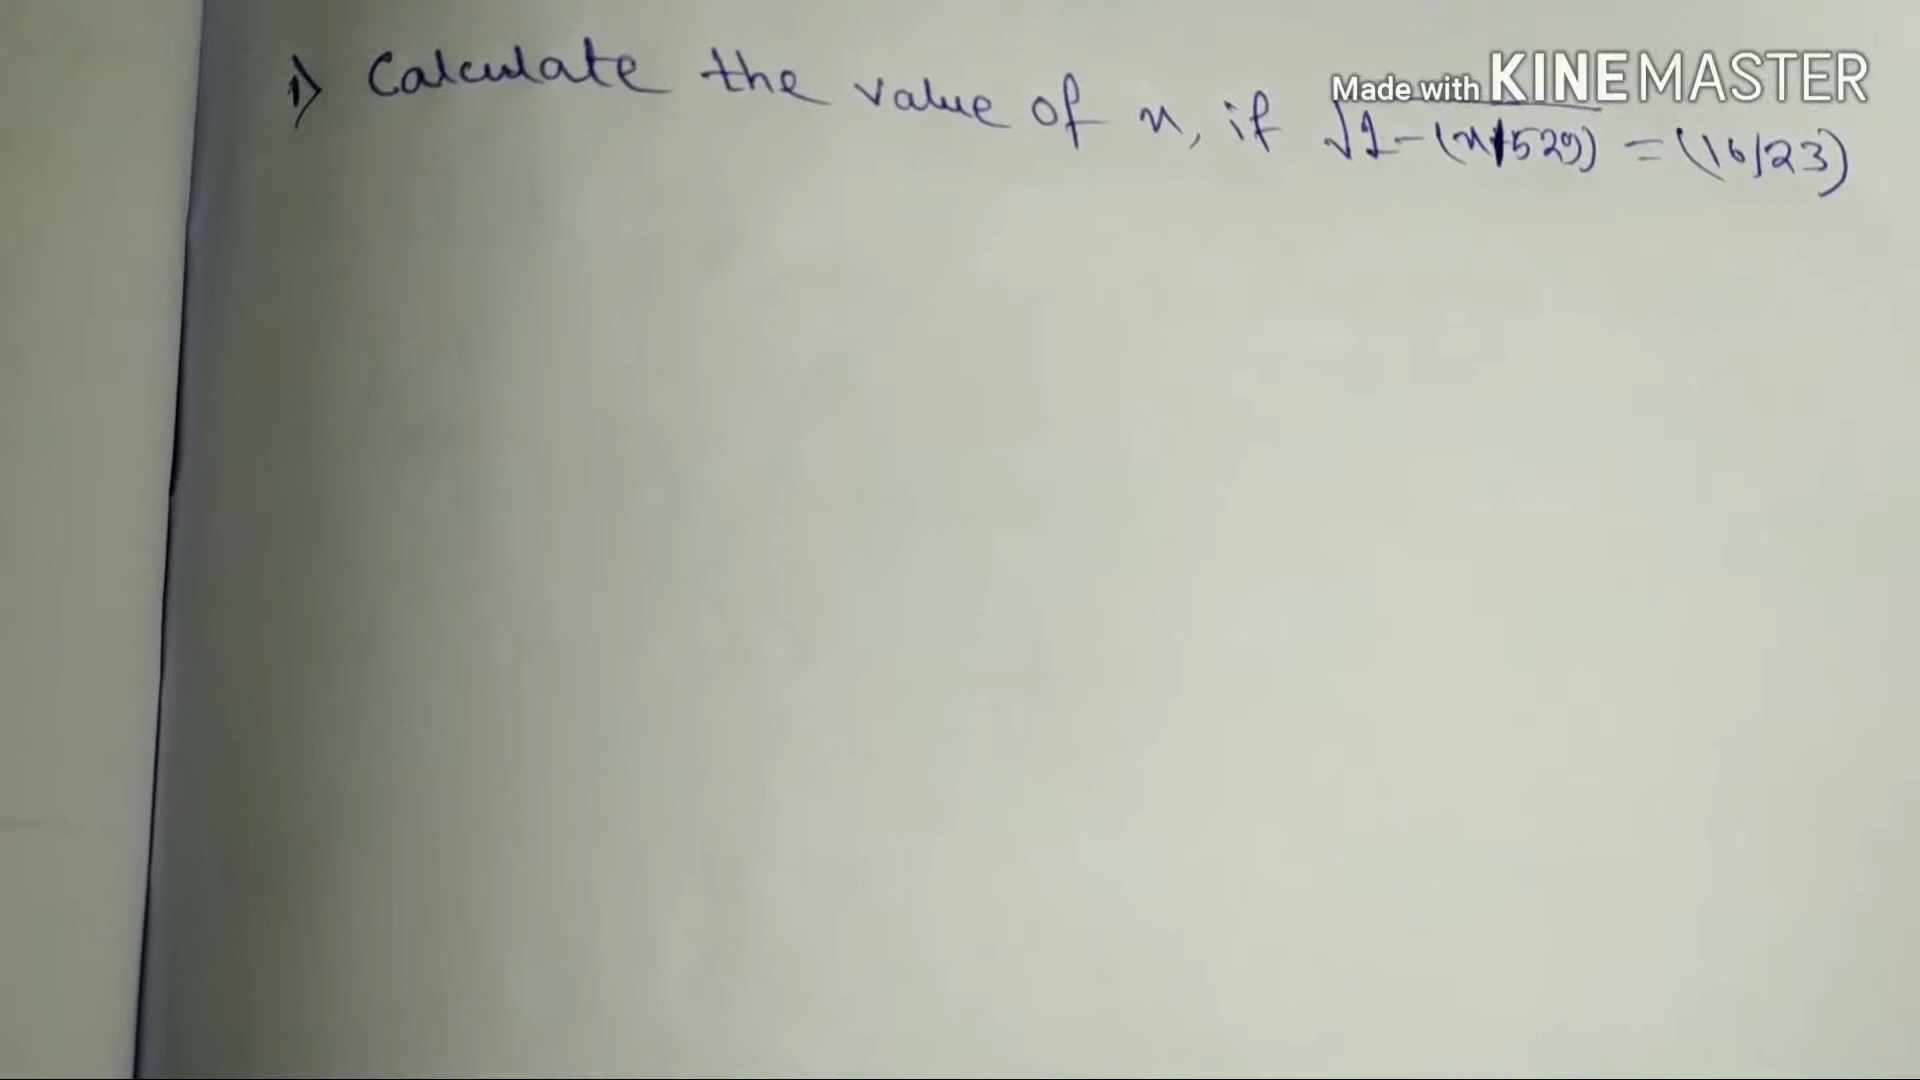 1) Calculate the value of x, if √1-(x/529) = (16/23)
Made with KINEMASTER